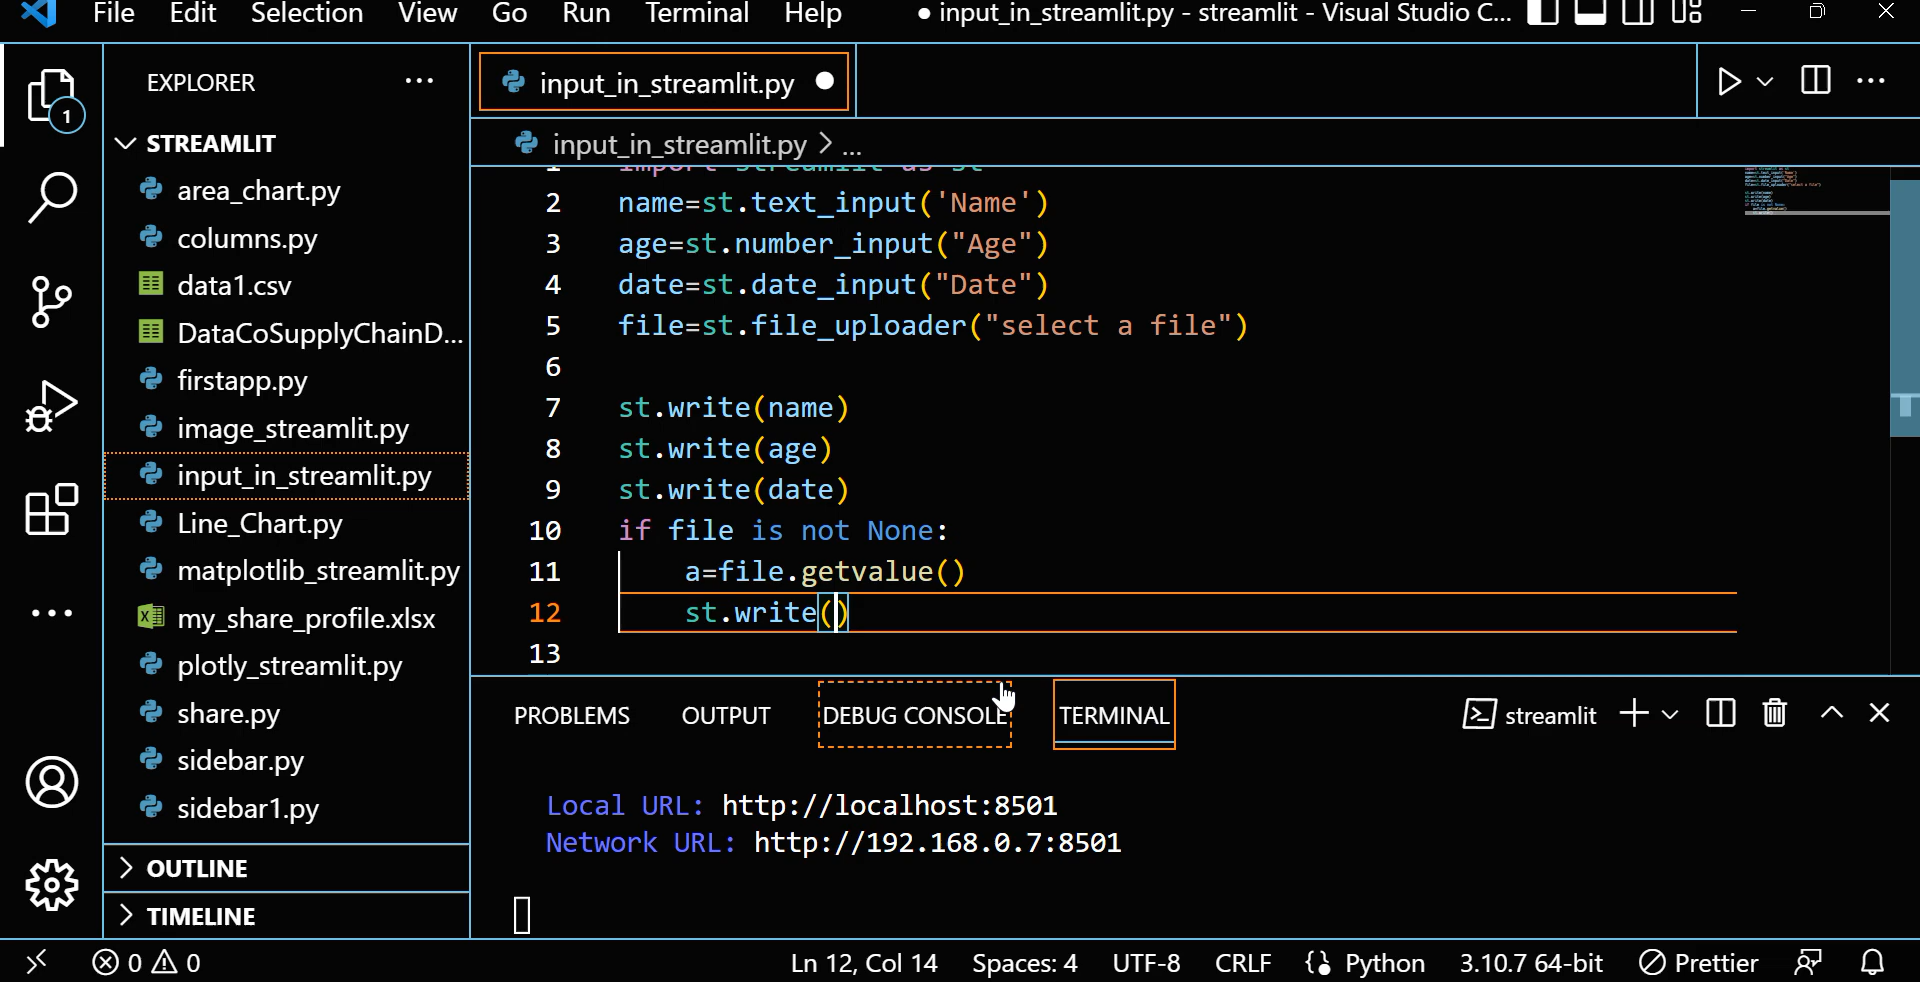 File Edit Selection View Go Run Terminal Help
● input_in_streamlit.py - streamlit - Visual Studio C...
EXPLORER
1
STREAMLIT
area_chart.py
columns.py
data1.csv
DataCoSupplyChainD...
firstapp.py
image_streamlit.py
input_in_streamlit.py
Line_Chart.py
matplotlib_streamlit.py
my_share_profile.xlsx
plotly_streamlit.py
share.py
sidebar.py
sidebar1.py
OUTLINE
TIMELINE
input_in_streamlit.py
input_in_streamlit.py > ...
1 import streamlit as st
2 name=st.text_input('Name')
3 age=st.number_input("Age")
4 date=st.date_input("Date")
5 file=st.file_uploader("select a file")
6
7 st.write(name)
8 st.write(age)
9 st.write(date)
10 if file is not None:
11 a=file.getvalue()
12 st.write()
13
PROBLEMS OUTPUT DEBUG CONSOLE TERMINAL streamlit
Local URL: http://localhost:8501
Network URL: http://192.168.0.7:8501
0 0 Ln 12, Col 14 Spaces: 4 UTF-8 CRLF Python 3.10.7 64-bit Prettier